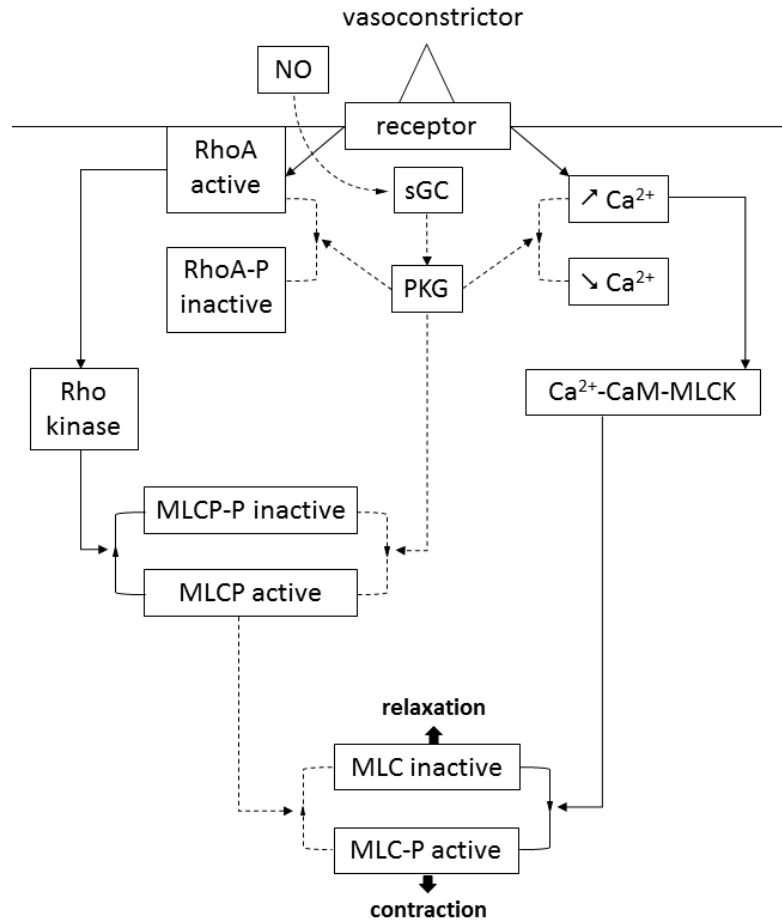 vasoconstrictor
NO
receptor
RhoA
active
sGC
↗ Ca²⁺
RhoA-P
inactive
PKG
↘ Ca²⁺
Rho
kinase
Ca²⁺-CaM-MLCK
MLCP-P inactive
MLCP active
relaxation
MLC inactive
MLC-P active
contraction